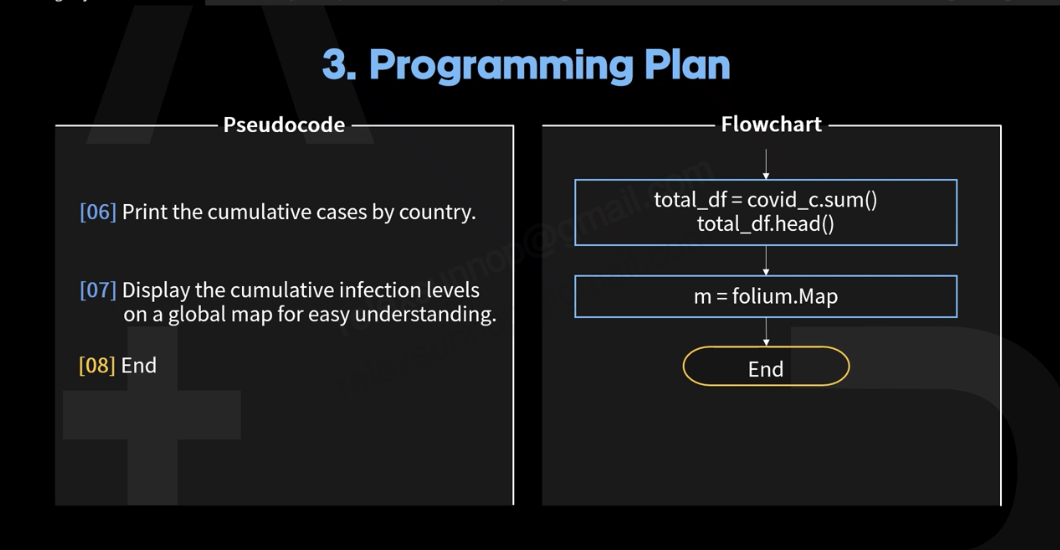 3. Programming Plan
Pseudocode
[06] Print the cumulative cases by country.
[07] Display the cumulative infection levels
on a global map for easy understanding.
[08] End
Flowchart
total_df = covid_c.sum()
total_df.head()
m = folium.Map
End